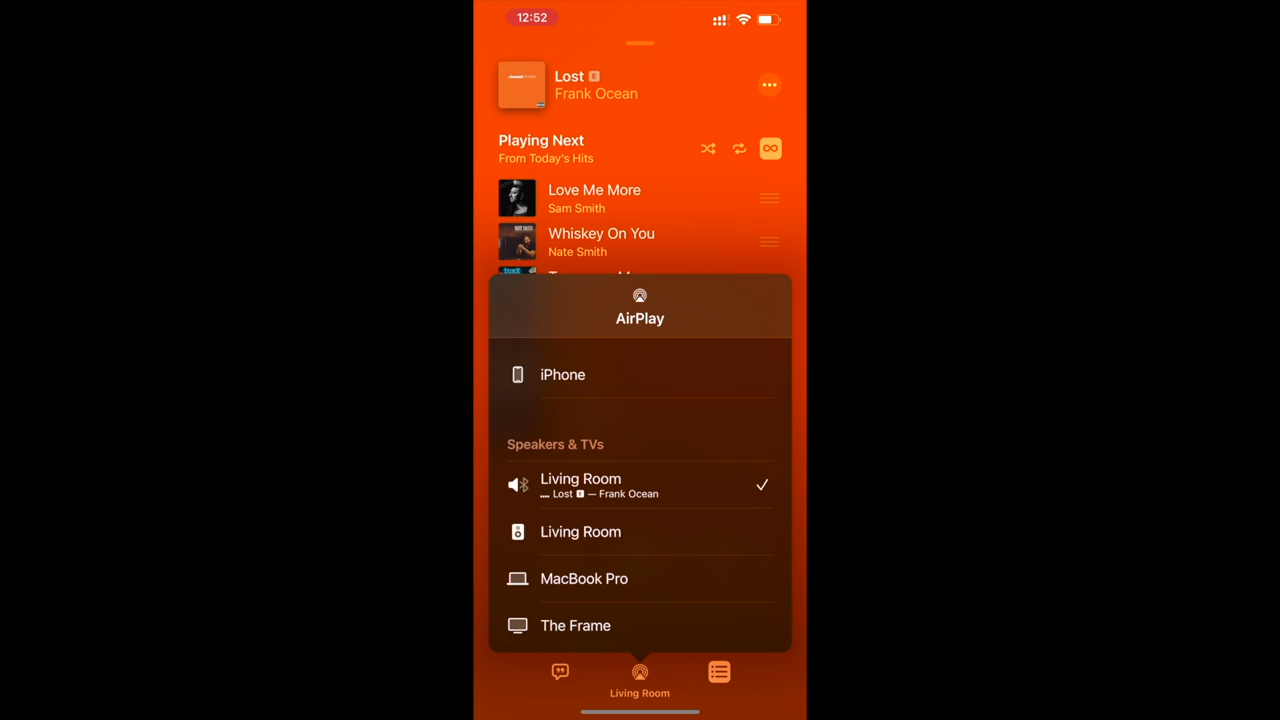 12:52
Lost E
Frank Ocean
Playing Next
From Today's Hits
Love Me More
Sam Smith
Whiskey On You
Nate Smith
AirPlay
iPhone
Speakers & TVs
Living Room
Lost E — Frank Ocean
Living Room
MacBook Pro
The Frame
Living Room